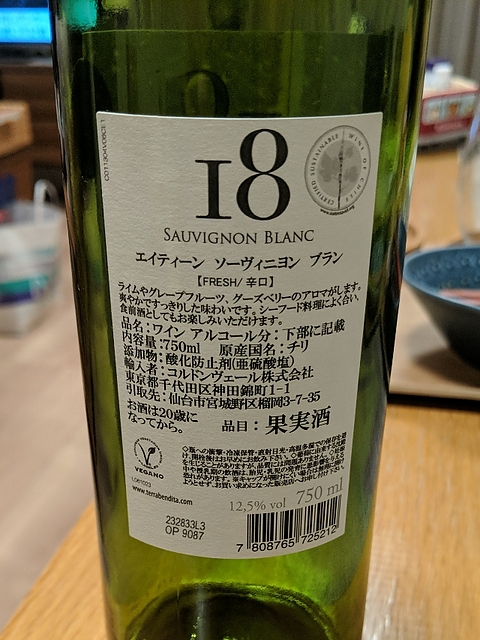 18
CERTIFIED SUSTAINABLE WINE OF CHILE
SAUVIGNON BLANC
エイティーン ソーヴィニヨン ブラン
【FRESH/ 辛口】
ライムやグレープフルーツ、グーズベリーのアロマがします。
爽やかですっきりした味わいです。シーフード料理によく合い、
食前酒としてもお楽しみいただけます。
品名：ワイン アルコール分：下部に記載
内容量：750ml 原産国名：チリ
添加物：酸化防止剤(亜硫酸塩)
輸入者：コルドンヴェール株式会社
東京都千代田区神田錦町1-1
引取先：仙台市宮城野区榴岡3-7-35
お酒は20歳に
なってから。
品目：果実酒
VEGANO
www.terrabendita.com
232833L3
OP 9087
12,5% vol 750 ml
7 808765 725212